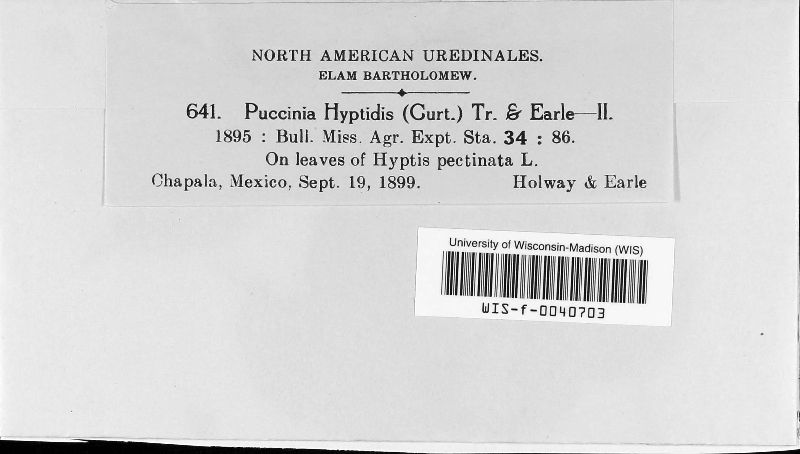 NORTH AMERICAN UREDINALES.
ELAM BARTHOLOMEW.
641. Puccinia Hyptidis (Curt.) Tr. & Earle—II.
1895 : Bull. Miss. Agr. Expt. Sta. 34 : 86.
On leaves of Hyptis pectinata L.
Chapala, Mexico, Sept. 19, 1899. Holway & Earle
University of Wisconsin-Madison (WIS)
WIS-f-0040703